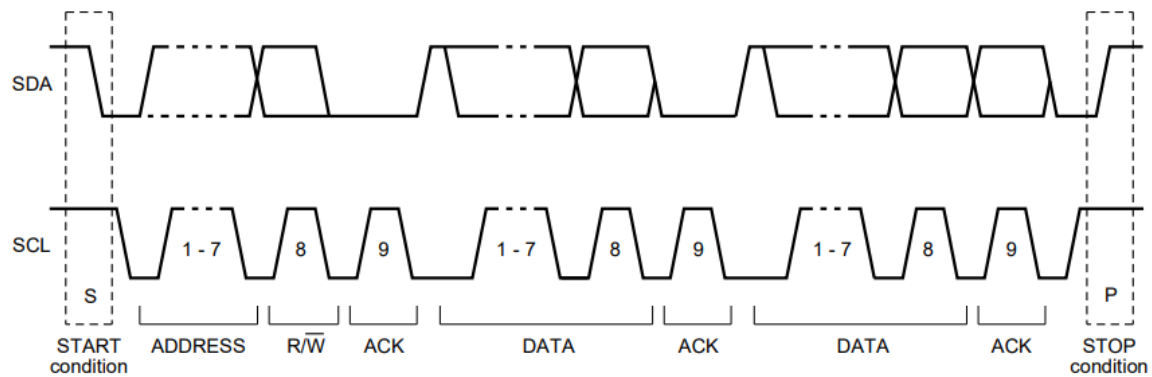 SDA
SCL
1 - 7
8
9
1 - 7
8
9
1 - 7
8
9
S
P
START
condition
ADDRESS
R/W̅
ACK
DATA
ACK
DATA
ACK
STOP
condition